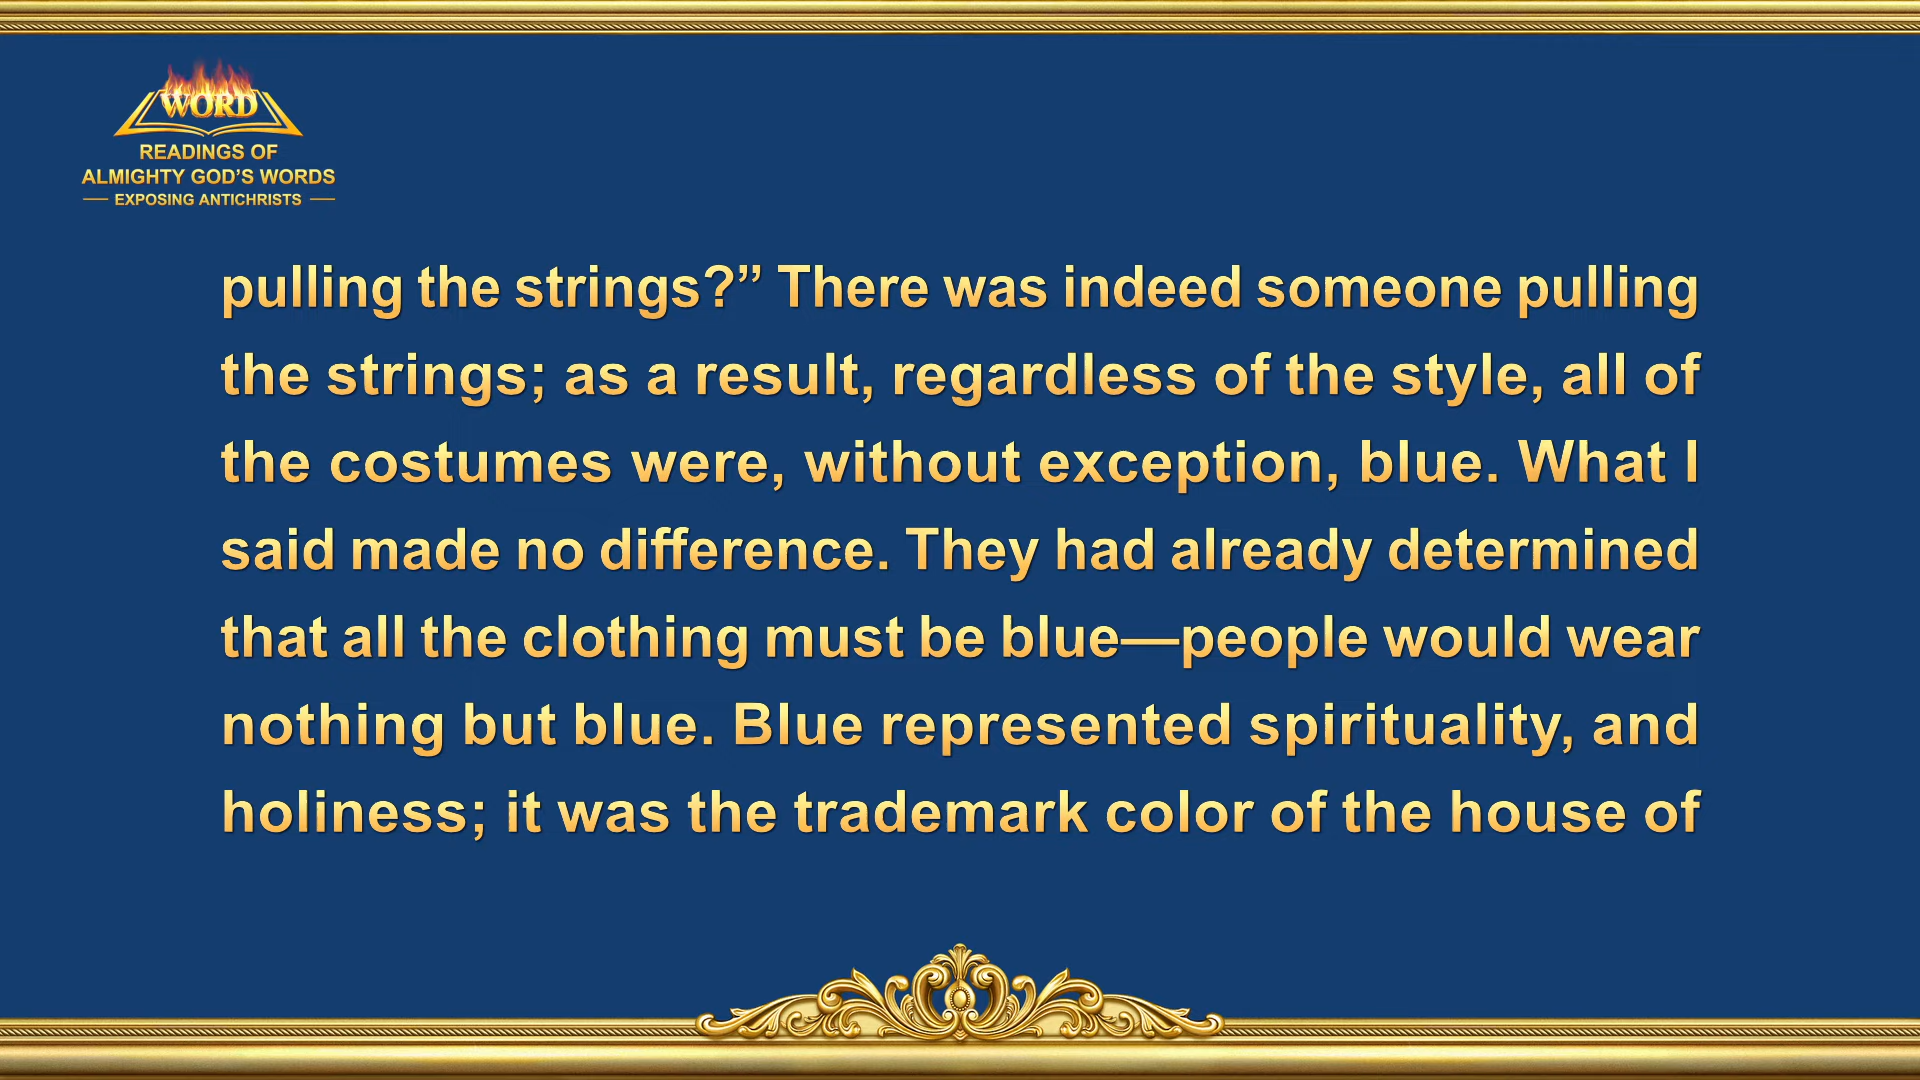 WORD
READINGS OF
ALMIGHTY GOD'S WORDS
EXPOSING ANTICHRISTS
pulling the strings?” There was indeed someone pulling
the strings; as a result, regardless of the style, all of
the costumes were, without exception, blue. What I
said made no difference. They had already determined
that all the clothing must be blue—people would wear
nothing but blue. Blue represented spirituality, and
holiness; it was the trademark color of the house of